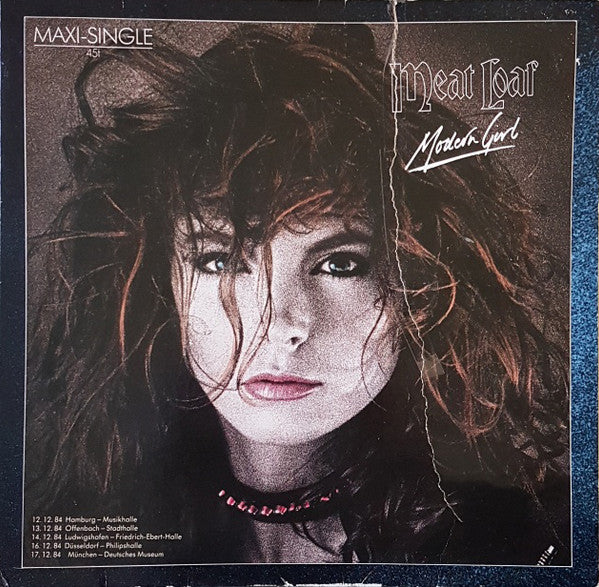 MAXI-SINGLE
45
Meat Loaf
Modern Girl
12.12.84 Hamburg – Musikhalle
13.12.84 Offenbach – Stadthalle
14.12.84 Ludwigshafen – Friedrich-Ebert-Halle
16.12.84 Düsseldorf – Philipshalle
17.12.84 München – Deutsches Museum